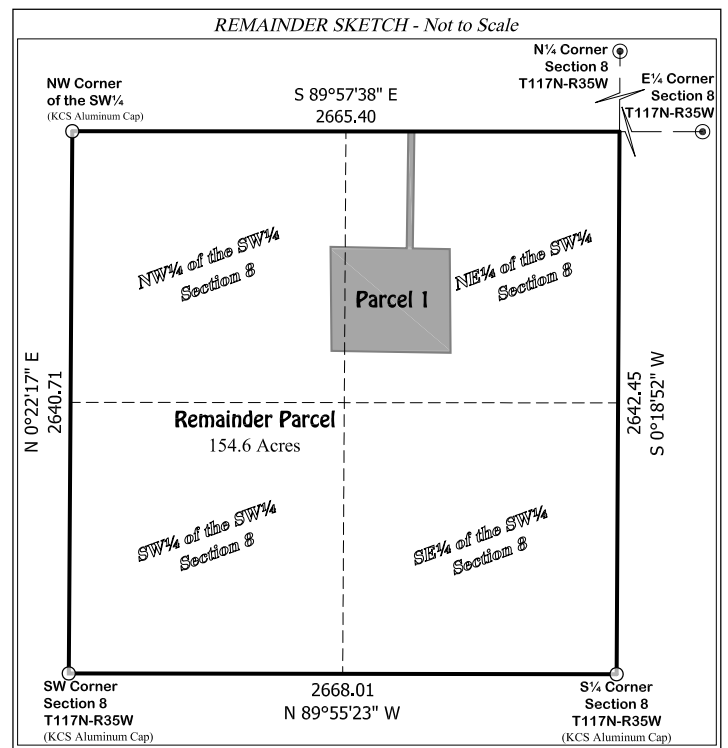 REMAINDER SKETCH - Not to Scale
N¼ Corner
Section 8
T117N-R35W
E¼ Corner
Section 8
T117N-R35W
NW Corner
of the SW¼
(KCS Aluminum Cap)
S 89°57'38" E
2665.40
NW¼ of the SW¼
Section 8
NE¼ of the SW¼
Section 8
Parcel 1
N 0°22'17" E
2640.71
2642.45
S 0°18'52" W
Remainder Parcel
154.6 Acres
SW¼ of the SW¼
Section 8
SE¼ of the SW¼
Section 8
SW Corner
Section 8
T117N-R35W
(KCS Aluminum Cap)
2668.01
N 89°55'23" W
S¼ Corner
Section 8
T117N-R35W
(KCS Aluminum Cap)